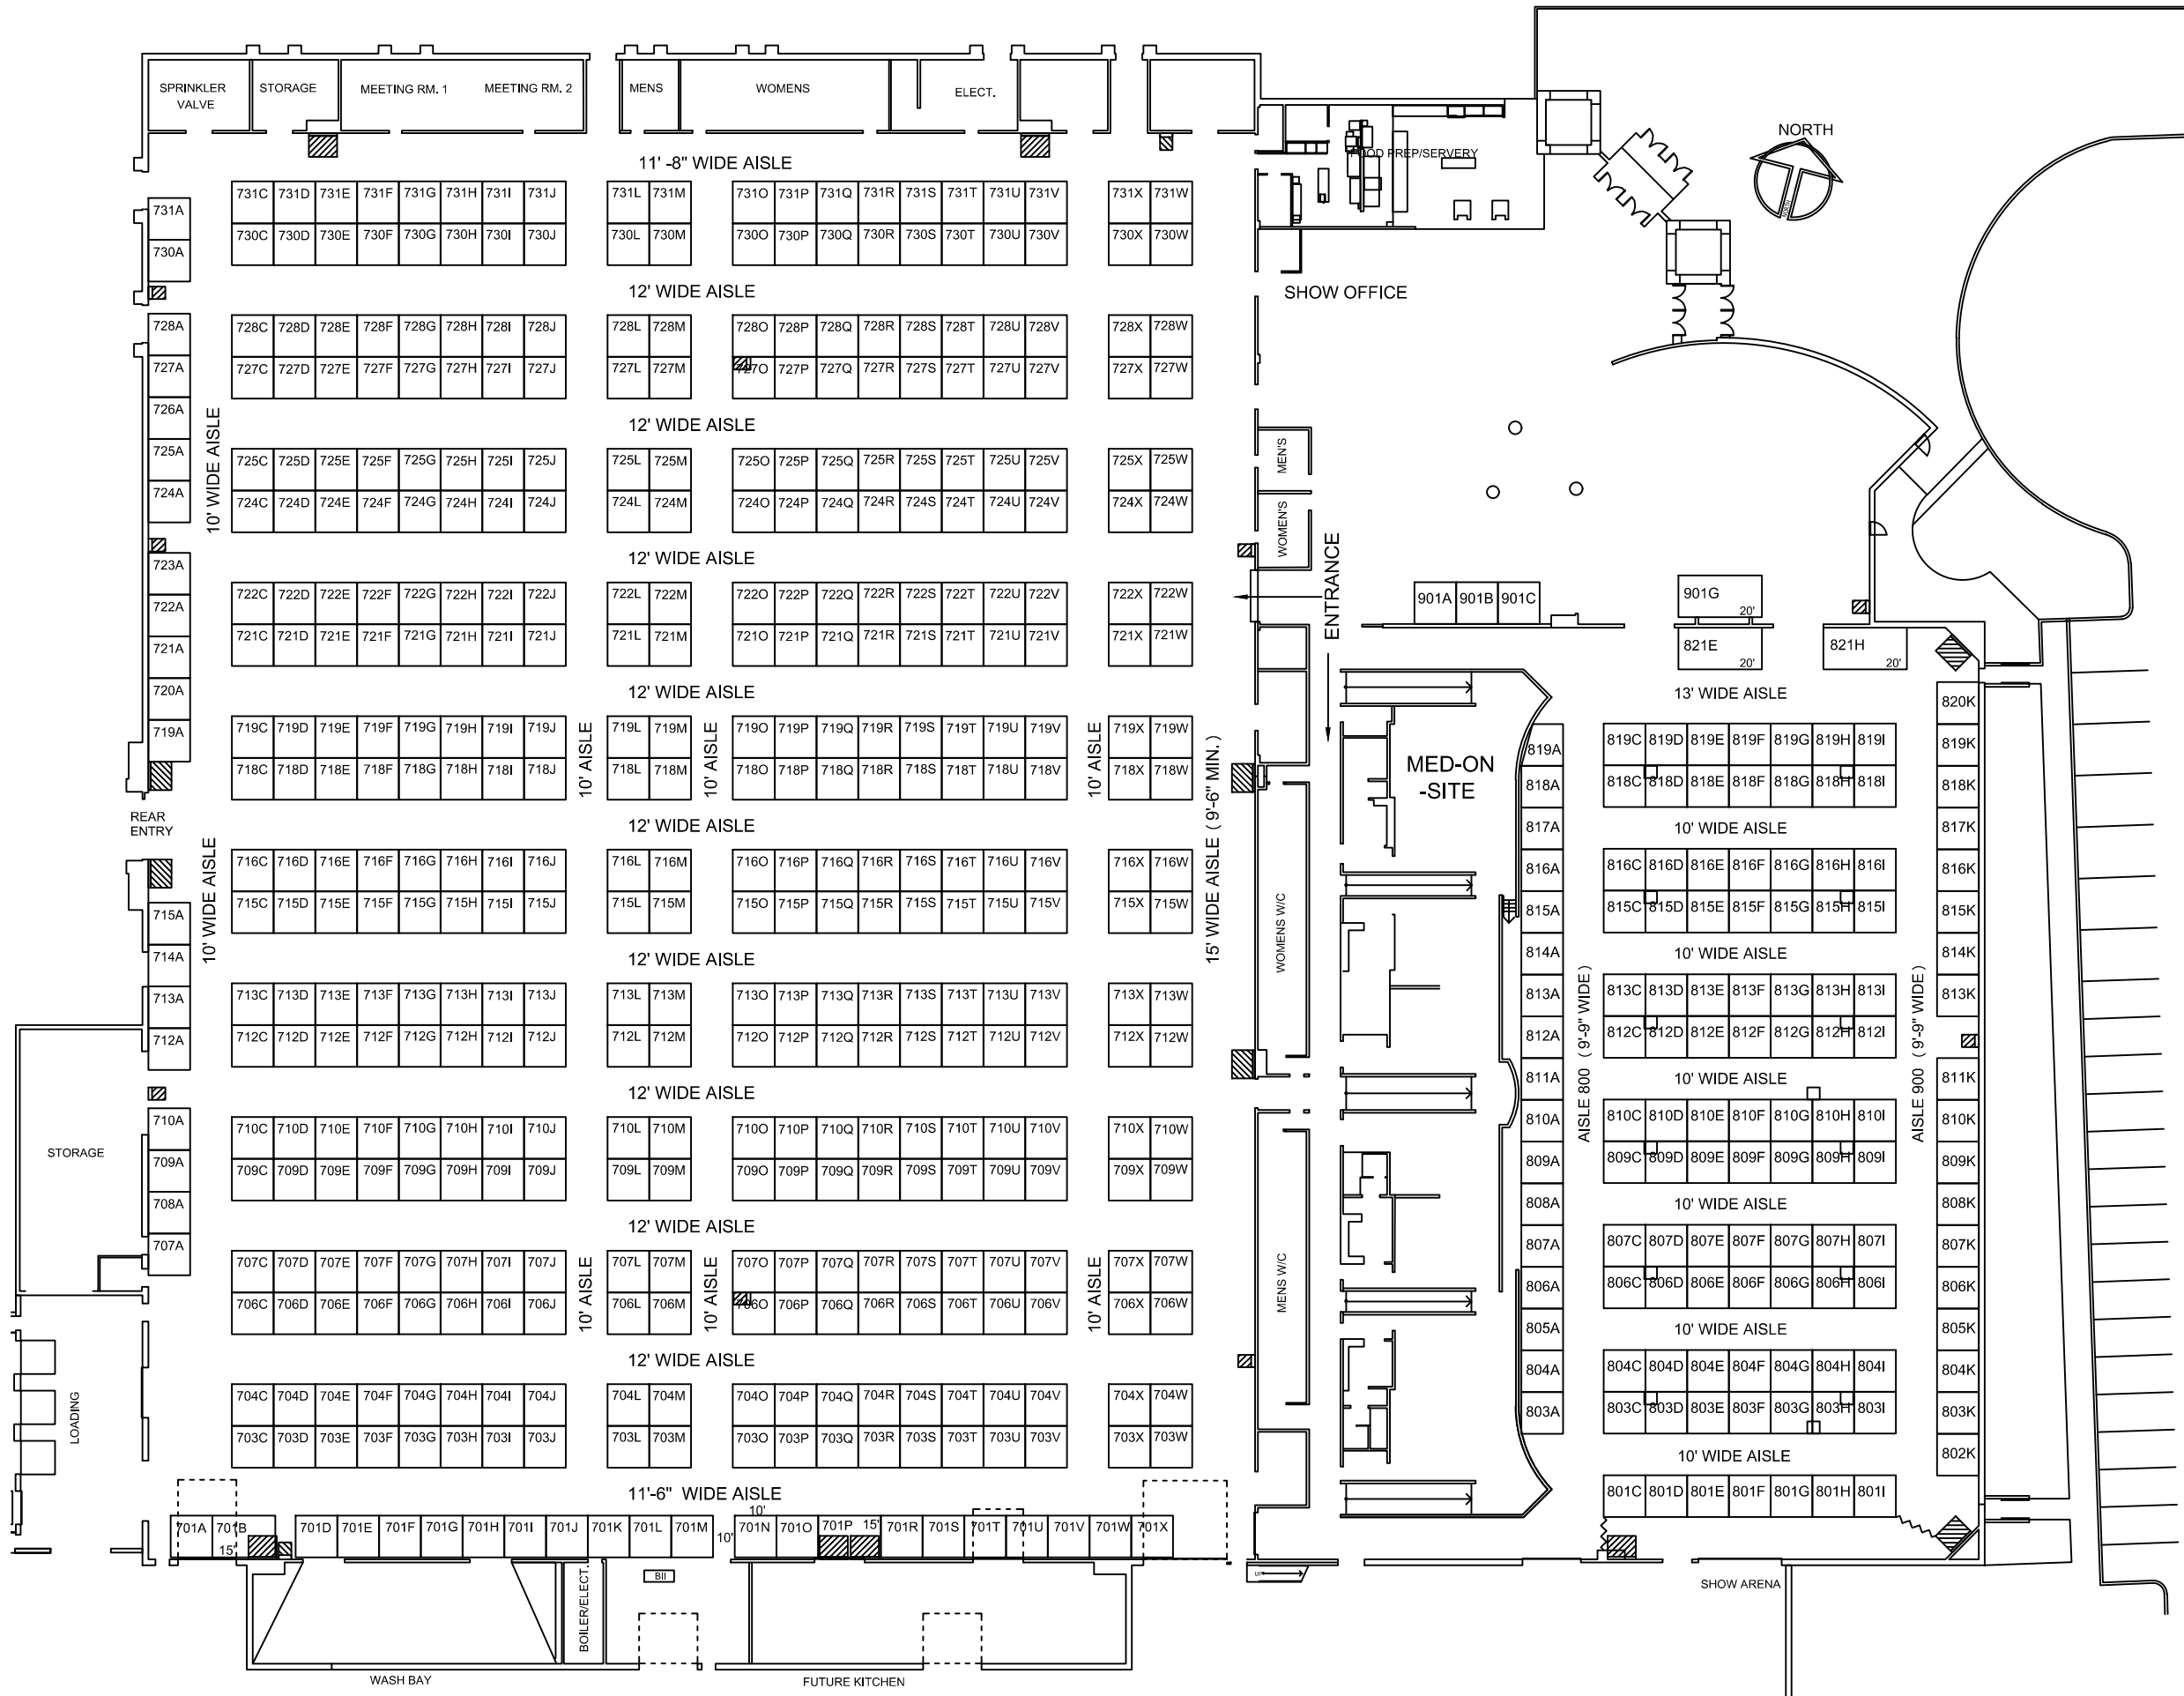 SPRINKLER
VALVE
STORAGE
MEETING RM. 1
MEETING RM. 2
MENS
WOMENS
ELECT.
FOOD PREP/SERVERY
NORTH
NORTH
11' -8" WIDE AISLE
731A
731C 731D 731E 731F 731G 731H 731I 731J 731L 731M 731O 731P 731Q 731R 731S 731T 731U 731V 731X 731W
730A
730C 730D 730E 730F 730G 730H 730I 730J 730L 730M 730O 730P 730Q 730R 730S 730T 730U 730V 730X 730W
12' WIDE AISLE
SHOW OFFICE
728A
728C 728D 728E 728F 728G 728H 728I 728J 728L 728M 728O 728P 728Q 728R 728S 728T 728U 728V 728X 728W
727A
727C 727D 727E 727F 727G 727H 727I 727J 727L 727M 727O 727P 727Q 727R 727S 727T 727U 727V 727X 727W
726A
12' WIDE AISLE
725A
725C 725D 725E 725F 725G 725H 725I 725J 725L 725M 725O 725P 725Q 725R 725S 725T 725U 725V 725X 725W
724A
724C 724D 724E 724F 724G 724H 724I 724J 724L 724M 724O 724P 724Q 724R 724S 724T 724U 724V 724X 724W
10' WIDE AISLE
MEN'S
WOMEN'S
ENTRANCE
12' WIDE AISLE
723A
722A
722C 722D 722E 722F 722G 722H 722I 722J 722L 722M 722O 722P 722Q 722R 722S 722T 722U 722V 722X 722W
721A
721C 721D 721E 721F 721G 721H 721I 721J 721L 721M 721O 721P 721Q 721R 721S 721T 721U 721V 721X 721W
901A 901B 901C
901G
20'
821E
20'
821H
20'
720A
12' WIDE AISLE
719A
719C 719D 719E 719F 719G 719H 719I 719J 719L 719M 719O 719P 719Q 719R 719S 719T 719U 719V 719X 719W
718C 718D 718E 718F 718G 718H 718I 718J 718L 718M 718O 718P 718Q 718R 718S 718T 718U 718V 718X 718W
10' AISLE
10' AISLE
10' AISLE
15' WIDE AISLE ( 9'-6" MIN. )
REAR
ENTRY
12' WIDE AISLE
10' WIDE AISLE
716C 716D 716E 716F 716G 716H 716I 716J 716L 716M 716O 716P 716Q 716R 716S 716T 716U 716V 716X 716W
715A
715C 715D 715E 715F 715G 715H 715I 715J 715L 715M 715O 715P 715Q 715R 715S 715T 715U 715V 715X 715W
714A
12' WIDE AISLE
713A
713C 713D 713E 713F 713G 713H 713I 713J 713L 713M 713O 713P 713Q 713R 713S 713T 713U 713V 713X 713W
712A
712C 712D 712E 712F 712G 712H 712I 712J 712L 712M 712O 712P 712Q 712R 712S 712T 712U 712V 712X 712W
12' WIDE AISLE
710A
710C 710D 710E 710F 710G 710H 710I 710J 710L 710M 710O 710P 710Q 710R 710S 710T 710U 710V 710X 710W
STORAGE
709A
709C 709D 709E 709F 709G 709H 709I 709J 709L 709M 709O 709P 709Q 709R 709S 709T 709U 709V 709X 709W
708A
12' WIDE AISLE
707A
707C 707D 707E 707F 707G 707H 707I 707J 707L 707M 707O 707P 707Q 707R 707S 707T 707U 707V 707X 707W
706C 706D 706E 706F 706G 706H 706I 706J 706L 706M 706O 706P 706Q 706R 706S 706T 706U 706V 706X 706W
10' AISLE
10' AISLE
10' AISLE
12' WIDE AISLE
704C 704D 704E 704F 704G 704H 704I 704J 704L 704M 704O 704P 704Q 704R 704S 704T 704U 704V 704X 704W
703C 703D 703E 703F 703G 703H 703I 703J 703L 703M 703O 703P 703Q 703R 703S 703T 703U 703V 703X 703W
LOADING
11'-6" WIDE AISLE
10'
701A 701B 701D 701E 701F 701G 701H 701I 701J 701K 701L 701M 701N 701O 701P 15' 701R 701S 701T 701U 701V 701W 701X
15'
10'
BOILER/ELECT.
BII
WASH BAY
FUTURE KITCHEN
WOMENS W/C
MENS W/C
UP
MED-ON
-SITE
13' WIDE AISLE
820K
819A
819C 819D 819E 819F 819G 819H 819I
819K
818A
818C 818D 818E 818F 818G 818H 818I
818K
817A
10' WIDE AISLE
817K
816A
816C 816D 816E 816F 816G 816H 816I
816K
815A
815C 815D 815E 815F 815G 815H 815I
815K
814A
10' WIDE AISLE
814K
813A
813C 813D 813E 813F 813G 813H 813I
813K
812A
812C 812D 812E 812F 812G 812H 812I
AISLE 800 ( 9'-9" WIDE )
AISLE 900 ( 9'-9" WIDE )
811A
10' WIDE AISLE
811K
810A
810C 810D 810E 810F 810G 810H 810I
810K
809A
809C 809D 809E 809F 809G 809H 809I
809K
808A
10' WIDE AISLE
808K
807A
807C 807D 807E 807F 807G 807H 807I
807K
806A
806C 806D 806E 806F 806G 806H 806I
806K
805A
10' WIDE AISLE
805K
804A
804C 804D 804E 804F 804G 804H 804I
804K
803A
803C 803D 803E 803F 803G 803H 803I
803K
10' WIDE AISLE
802K
801C 801D 801E 801F 801G 801H 801I
SHOW ARENA